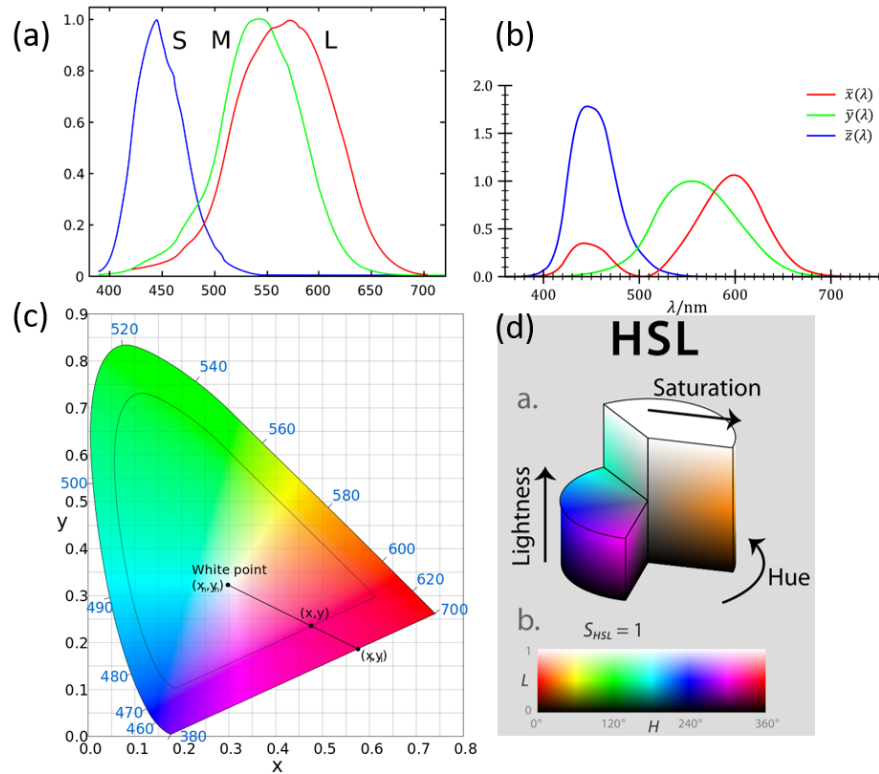 (a)
S M L
1.0
0.8
0.6
0.4
0.2
0
400 450 500 550 600 650 700
(b)
2.0
1.5
1.0
0.5
0.0
400 500 600 700
λ/nm
x̄(λ)
ȳ(λ)
z̄(λ)
(c)
0.9
0.8
0.7
0.6
0.5
y
0.4
0.3
0.2
0.1
0.0
0.0 0.1 0.2 0.3 0.4 0.5 0.6 0.7 0.8
x
520
540
560
580
600
620
700
500
490
480
470
460
380
White point
(x,y)
(d)
HSL
a.
Saturation
Lightness
Hue
b.
S_HSL = 1
1
L
0
0° 120° 240° 360°
H